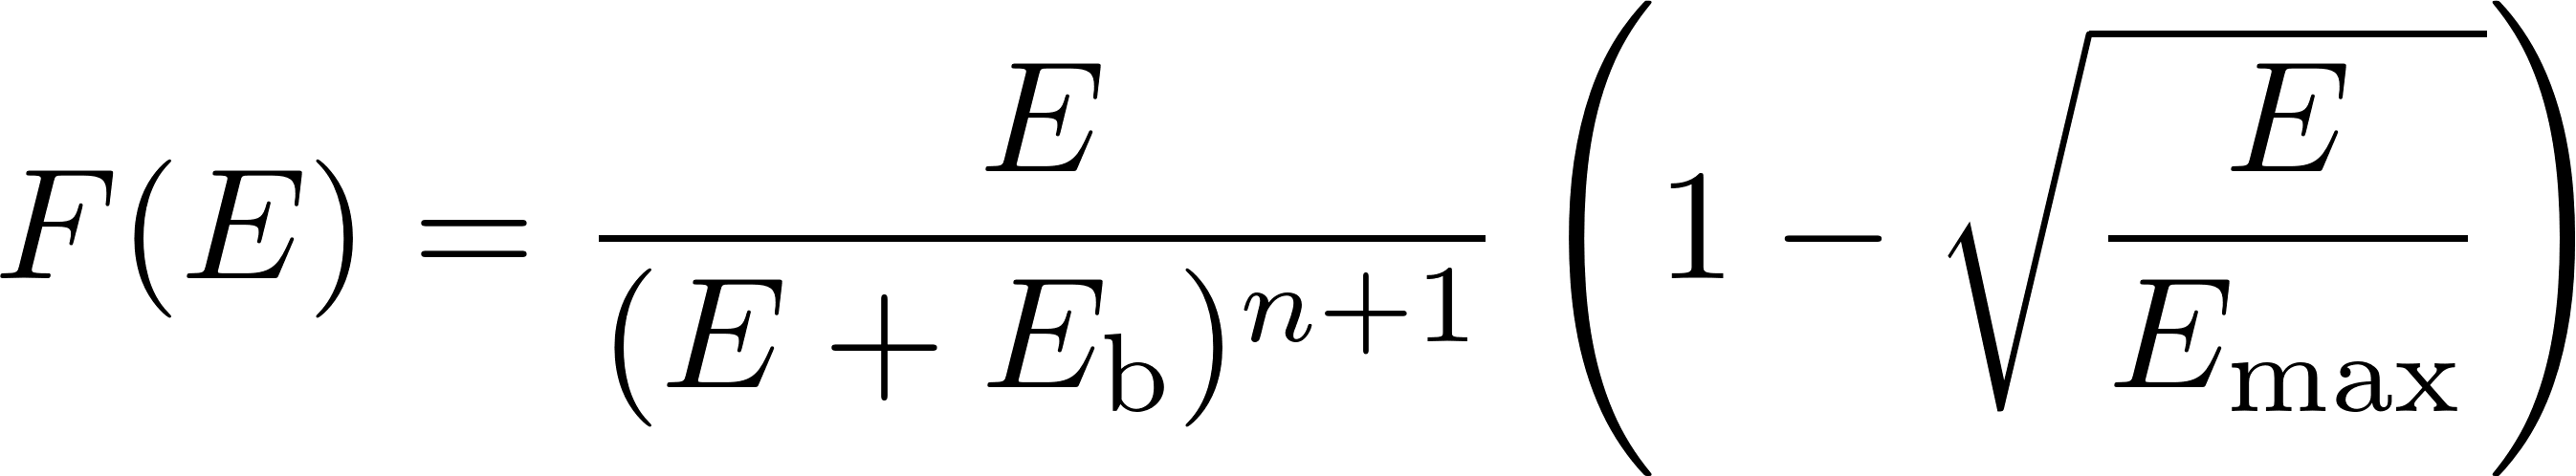 F(E) = \frac{E}{(E + E_{\mathrm{b}})^{n+1}} \left( 1 - \sqrt{\frac{E}{E_{\mathrm{max}}}} \right)